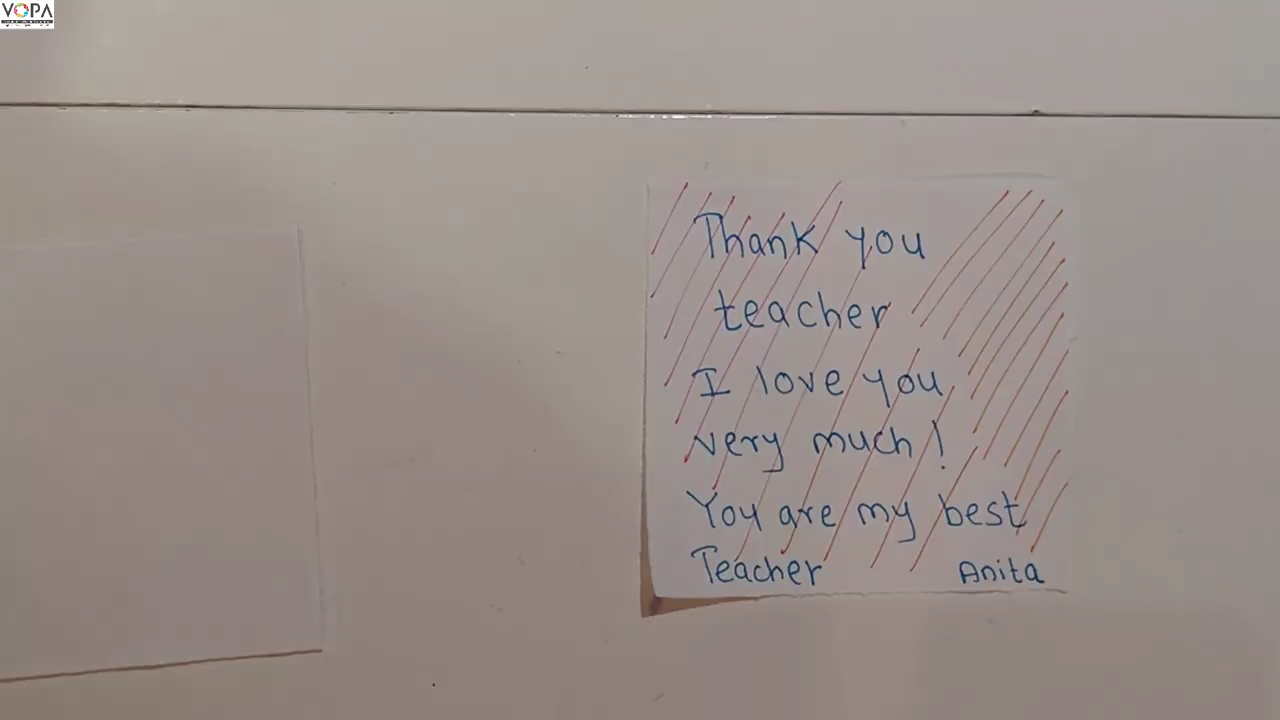 VOPA
Thank you
teacher
I love you
very much!
You are my best
Teacher Anita